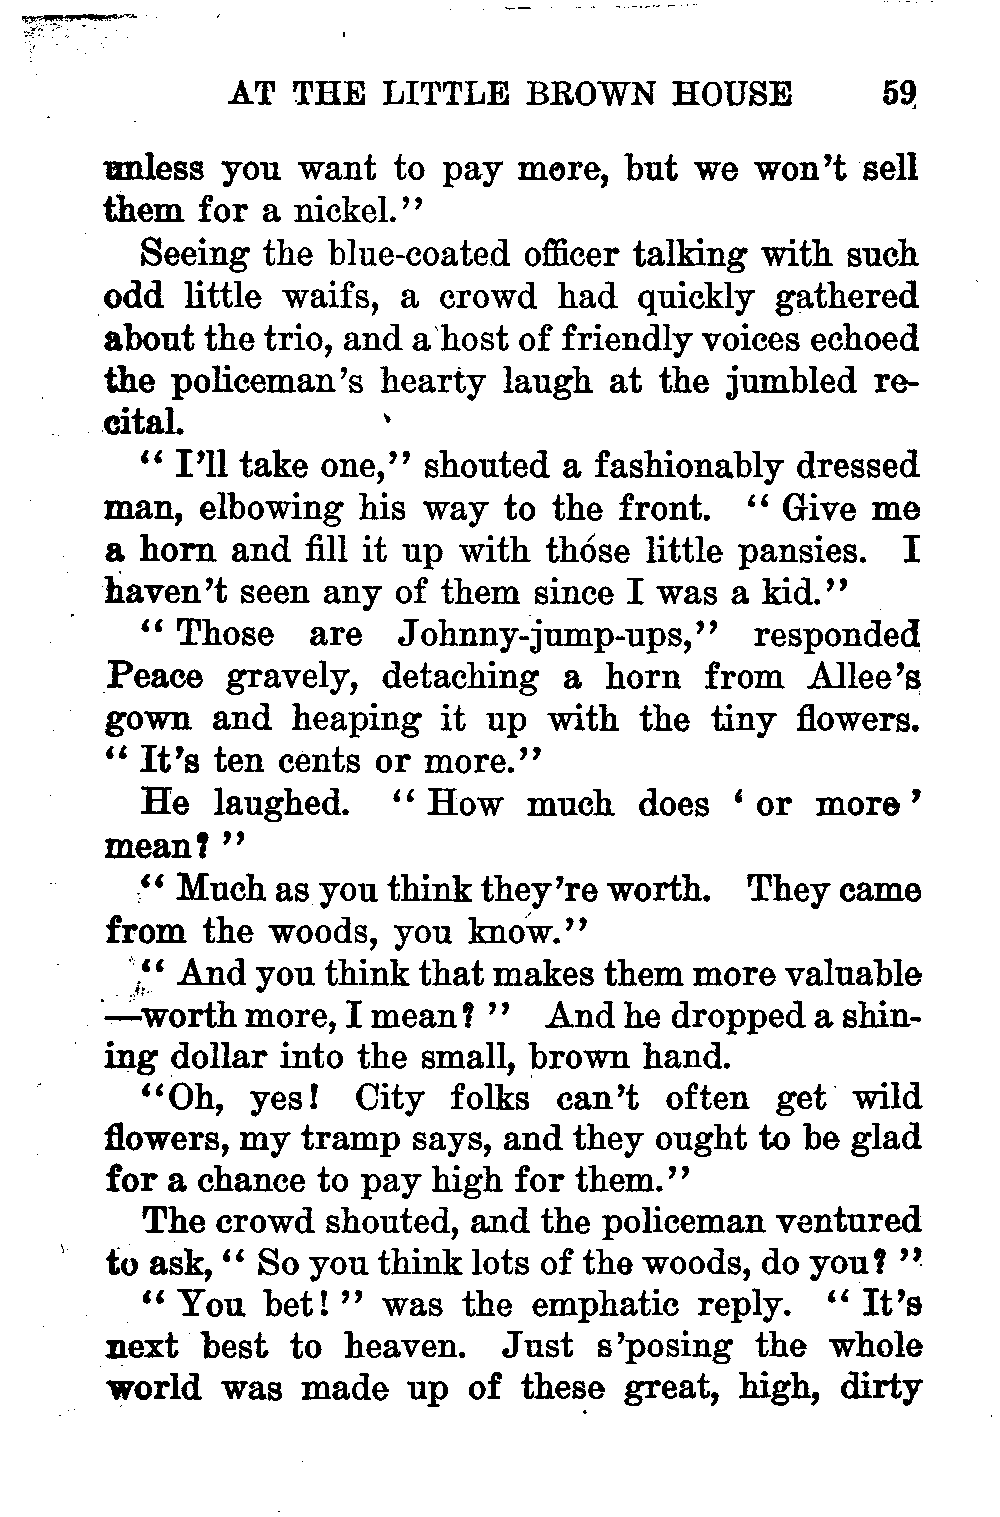 AT THE LITTLE BROWN HOUSE 59
unless you want to pay more, but we won't sell
them for a nickel."
Seeing the blue-coated officer talking with such
odd little waifs, a crowd had quickly gathered
about the trio, and a host of friendly voices echoed
the policeman's hearty laugh at the jumbled re-
cital.
" I'll take one," shouted a fashionably dressed
man, elbowing his way to the front. " Give me
a horn and fill it up with those little pansies. I
haven't seen any of them since I was a kid."
" Those are Johnny-jump-ups," responded
Peace gravely, detaching a horn from Allee's
gown and heaping it up with the tiny flowers.
" It's ten cents or more."
He laughed. " How much does ' or more '
mean? "
" Much as you think they're worth. They came
from the woods, you know."
" And you think that makes them more valuable
—worth more, I mean? " And he dropped a shin-
ing dollar into the small, brown hand.
"Oh, yes! City folks can't often get wild
flowers, my tramp says, and they ought to be glad
for a chance to pay high for them."
The crowd shouted, and the policeman ventured
to ask, " So you think lots of the woods, do you? "
" You bet! " was the emphatic reply. " It's
next best to heaven. Just s'posing the whole
world was made up of these great, high, dirty